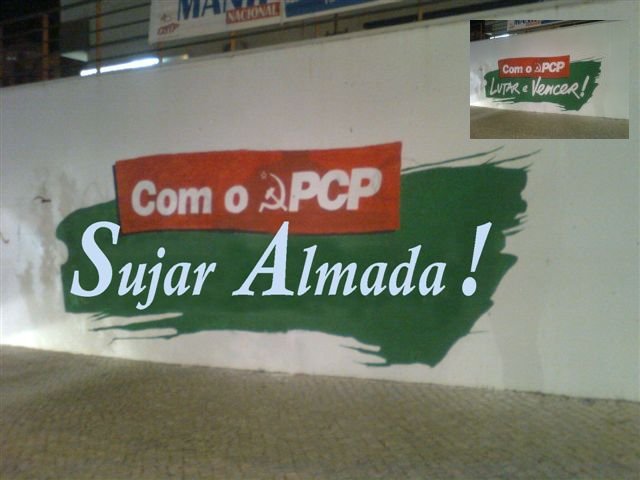 NACIONAL
Com o PCP
LUTAR e VENCER!
Com o PCP
Sujar Almada !